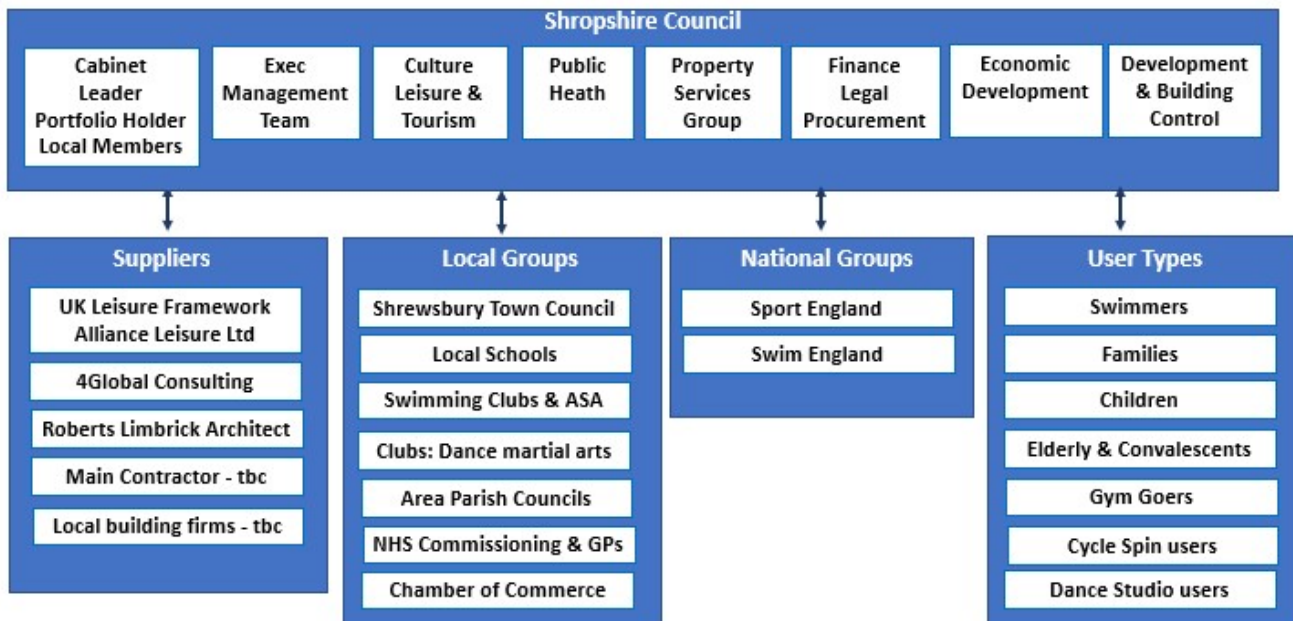 Shropshire Council
Cabinet
Leader
Portfolio Holder
Local Members
Exec
Management
Team
Culture
Leisure &
Tourism
Public
Heath
Property
Services
Group
Finance
Legal
Procurement
Economic
Development
Development
& Building
Control
Suppliers
UK Leisure Framework
Alliance Leisure Ltd
4Global Consulting
Roberts Limbrick Architect
Main Contractor - tbc
Local building firms - tbc
Local Groups
Shrewsbury Town Council
Local Schools
Swimming Clubs & ASA
Clubs: Dance martial arts
Area Parish Councils
NHS Commissioning & GPs
Chamber of Commerce
National Groups
Sport England
Swim England
User Types
Swimmers
Families
Children
Elderly & Convalescents
Gym Goers
Cycle Spin users
Dance Studio users